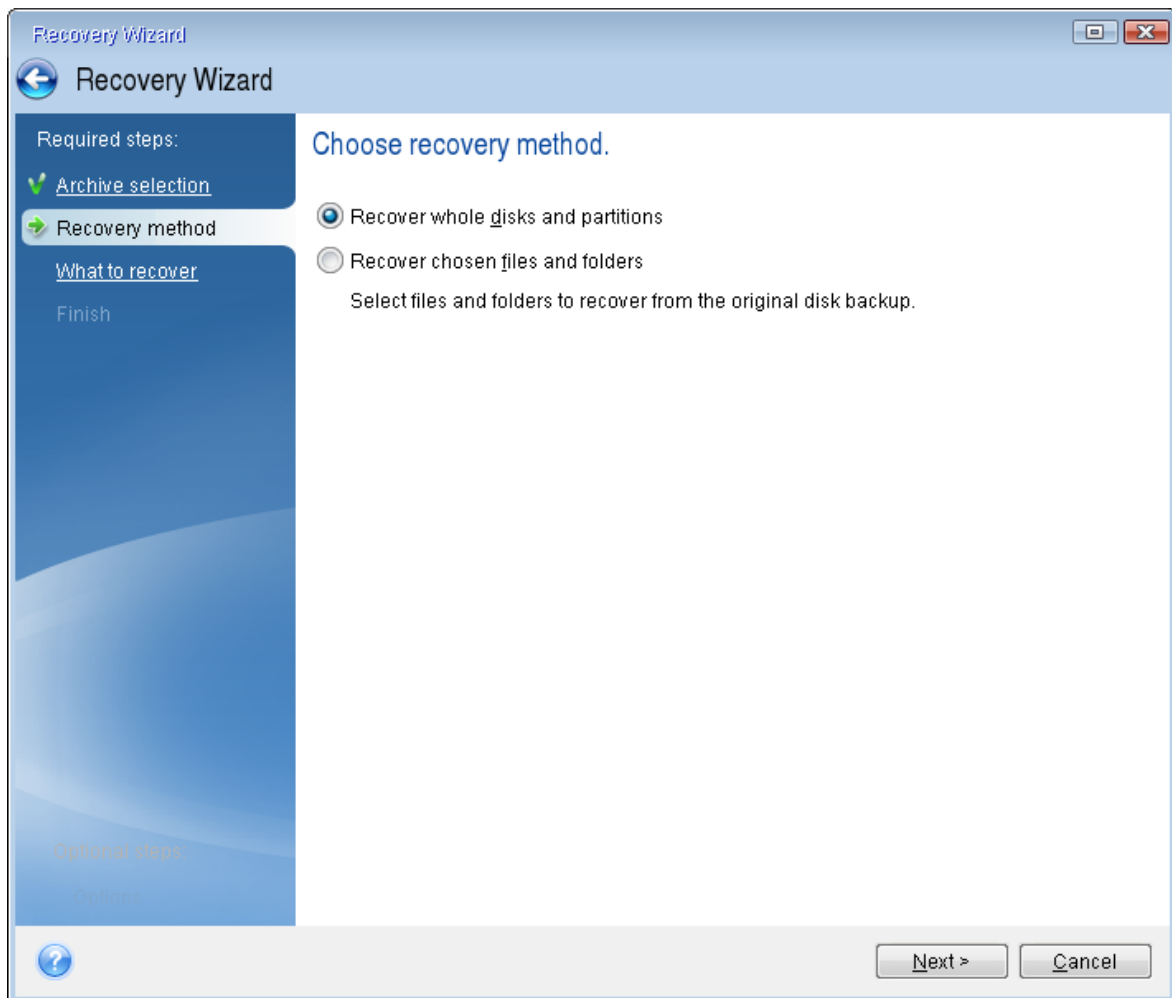 Recovery Wizard
Recovery Wizard
Required steps:
Archive selection
Recovery method
What to recover
Finish
Optional steps:
Options
Choose recovery method.
Recover whole disks and partitions
Recover chosen files and folders
Select files and folders to recover from the original disk backup.
?
Next >
Cancel